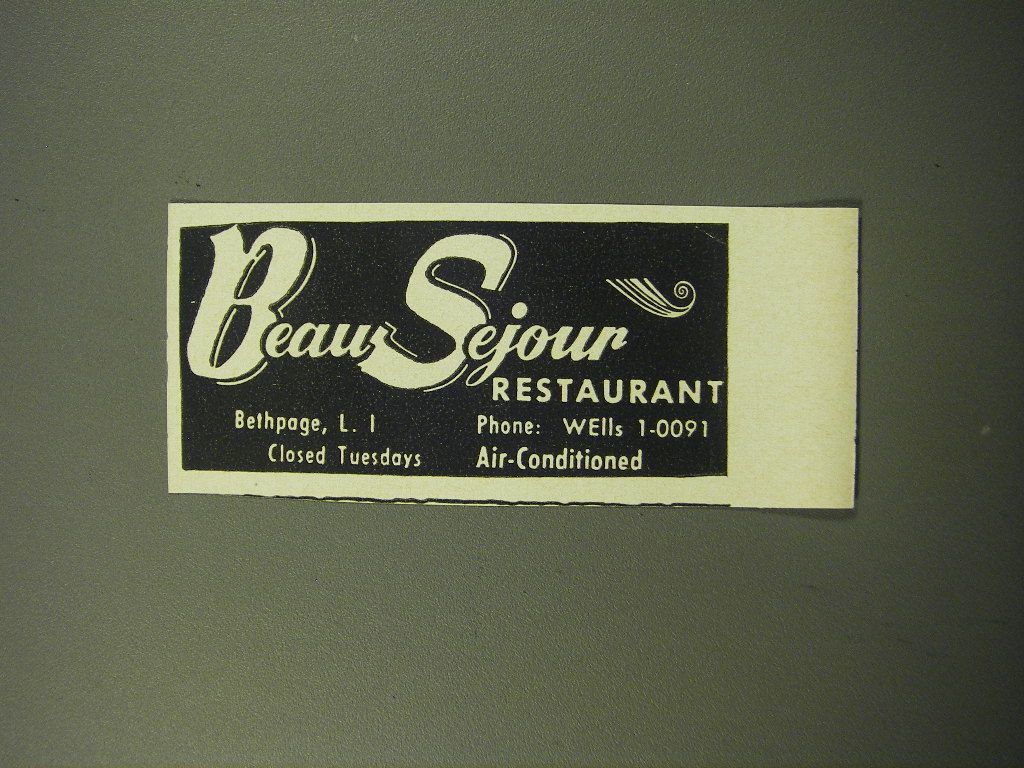 Beau Sejour
RESTAURANT
Bethpage, L. I
Closed Tuesdays
Phone: WElls 1-0091
Air-Conditioned